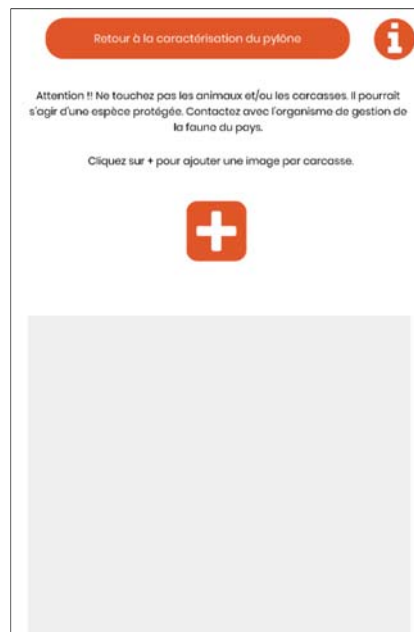 Retour à la caractérisation du pylône
Attention !! Ne touchez pas les animaux et/ou les carcasses. Il pourrait
s'agir d'une espèce protégée. Contactez avec l'organisme de gestion de
la fauna du pays.
Cliquez sur + pour ajouter une image par carcasse.